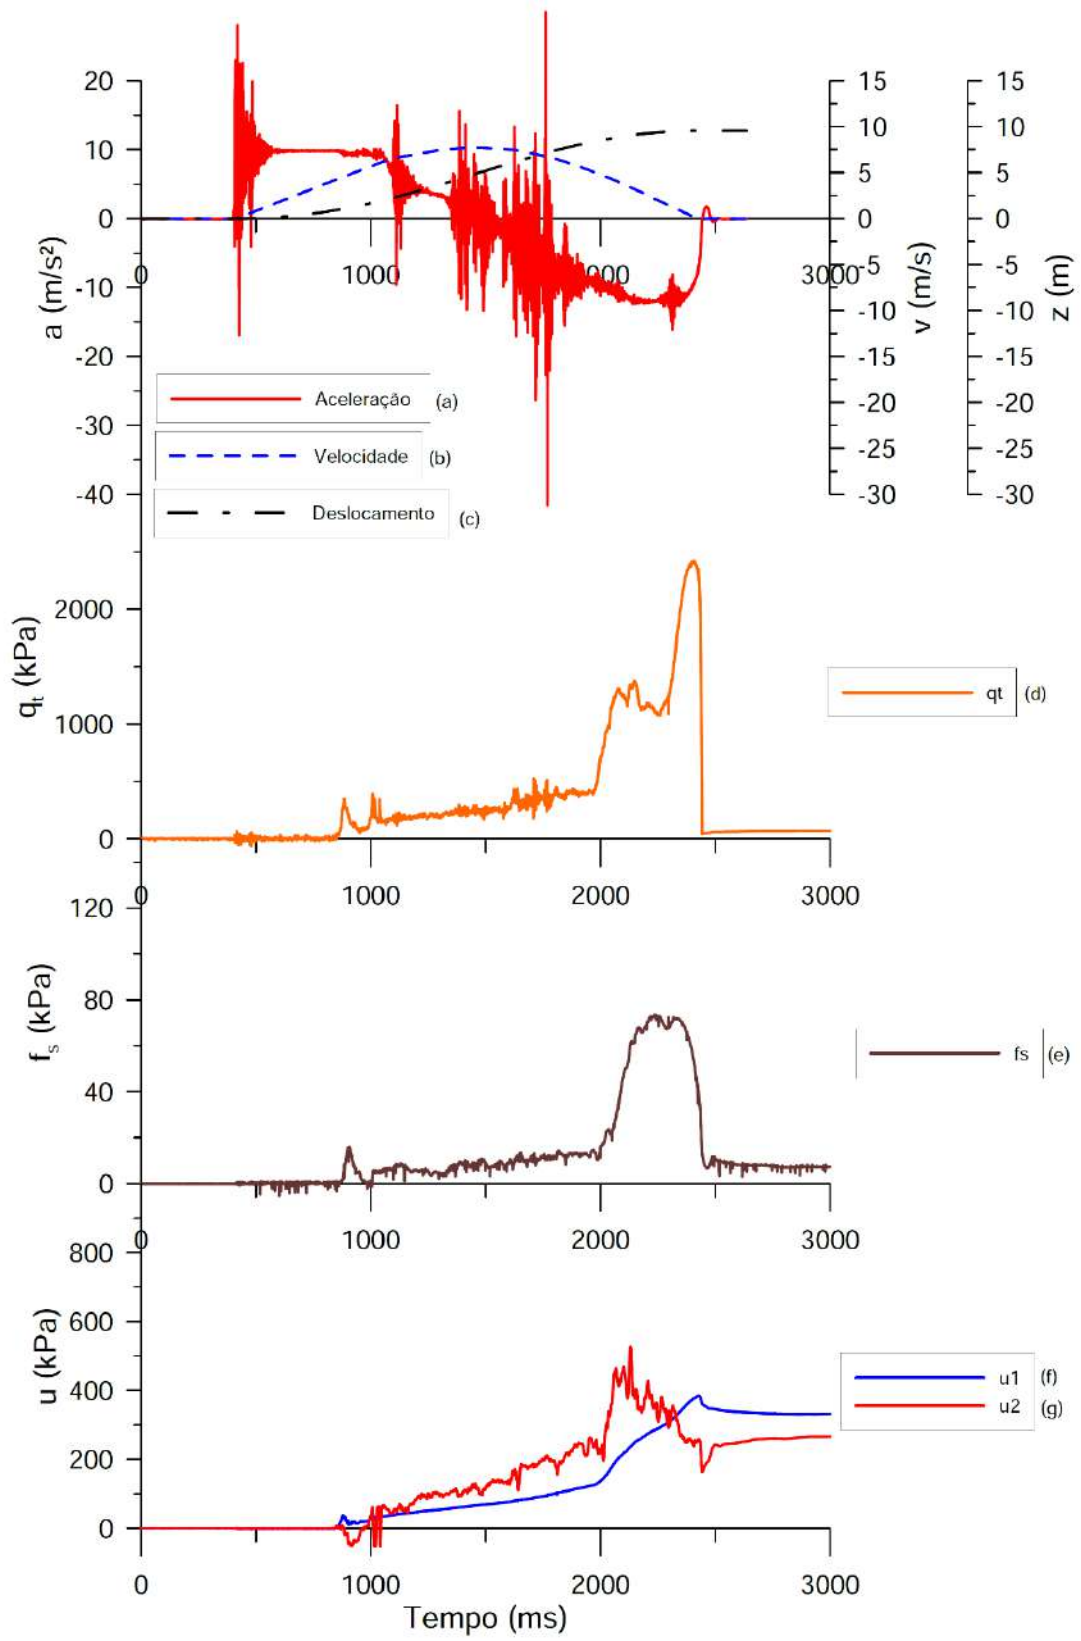 20 15 15
10 10 10
5 5
0 0 0
0 1000 2000 3000 -5 -5
-10 -10 -10
-15 -15
-20 -20 -20
-30 -25 -25
-40 -30 -30
a (m/s²)
v (m/s)
z (m)
Aceleração (a)
Velocidade (b)
Deslocamento (c)
2000
1000
0
qt (kPa)
qt (d)
0 1000 2000 3000
120
80
40
0
fs (kPa)
fs (e)
0 1000 2000 3000
800
600
400
200
0
u (kPa)
u1 (f)
u2 (g)
0 1000 2000 3000
Tempo (ms)